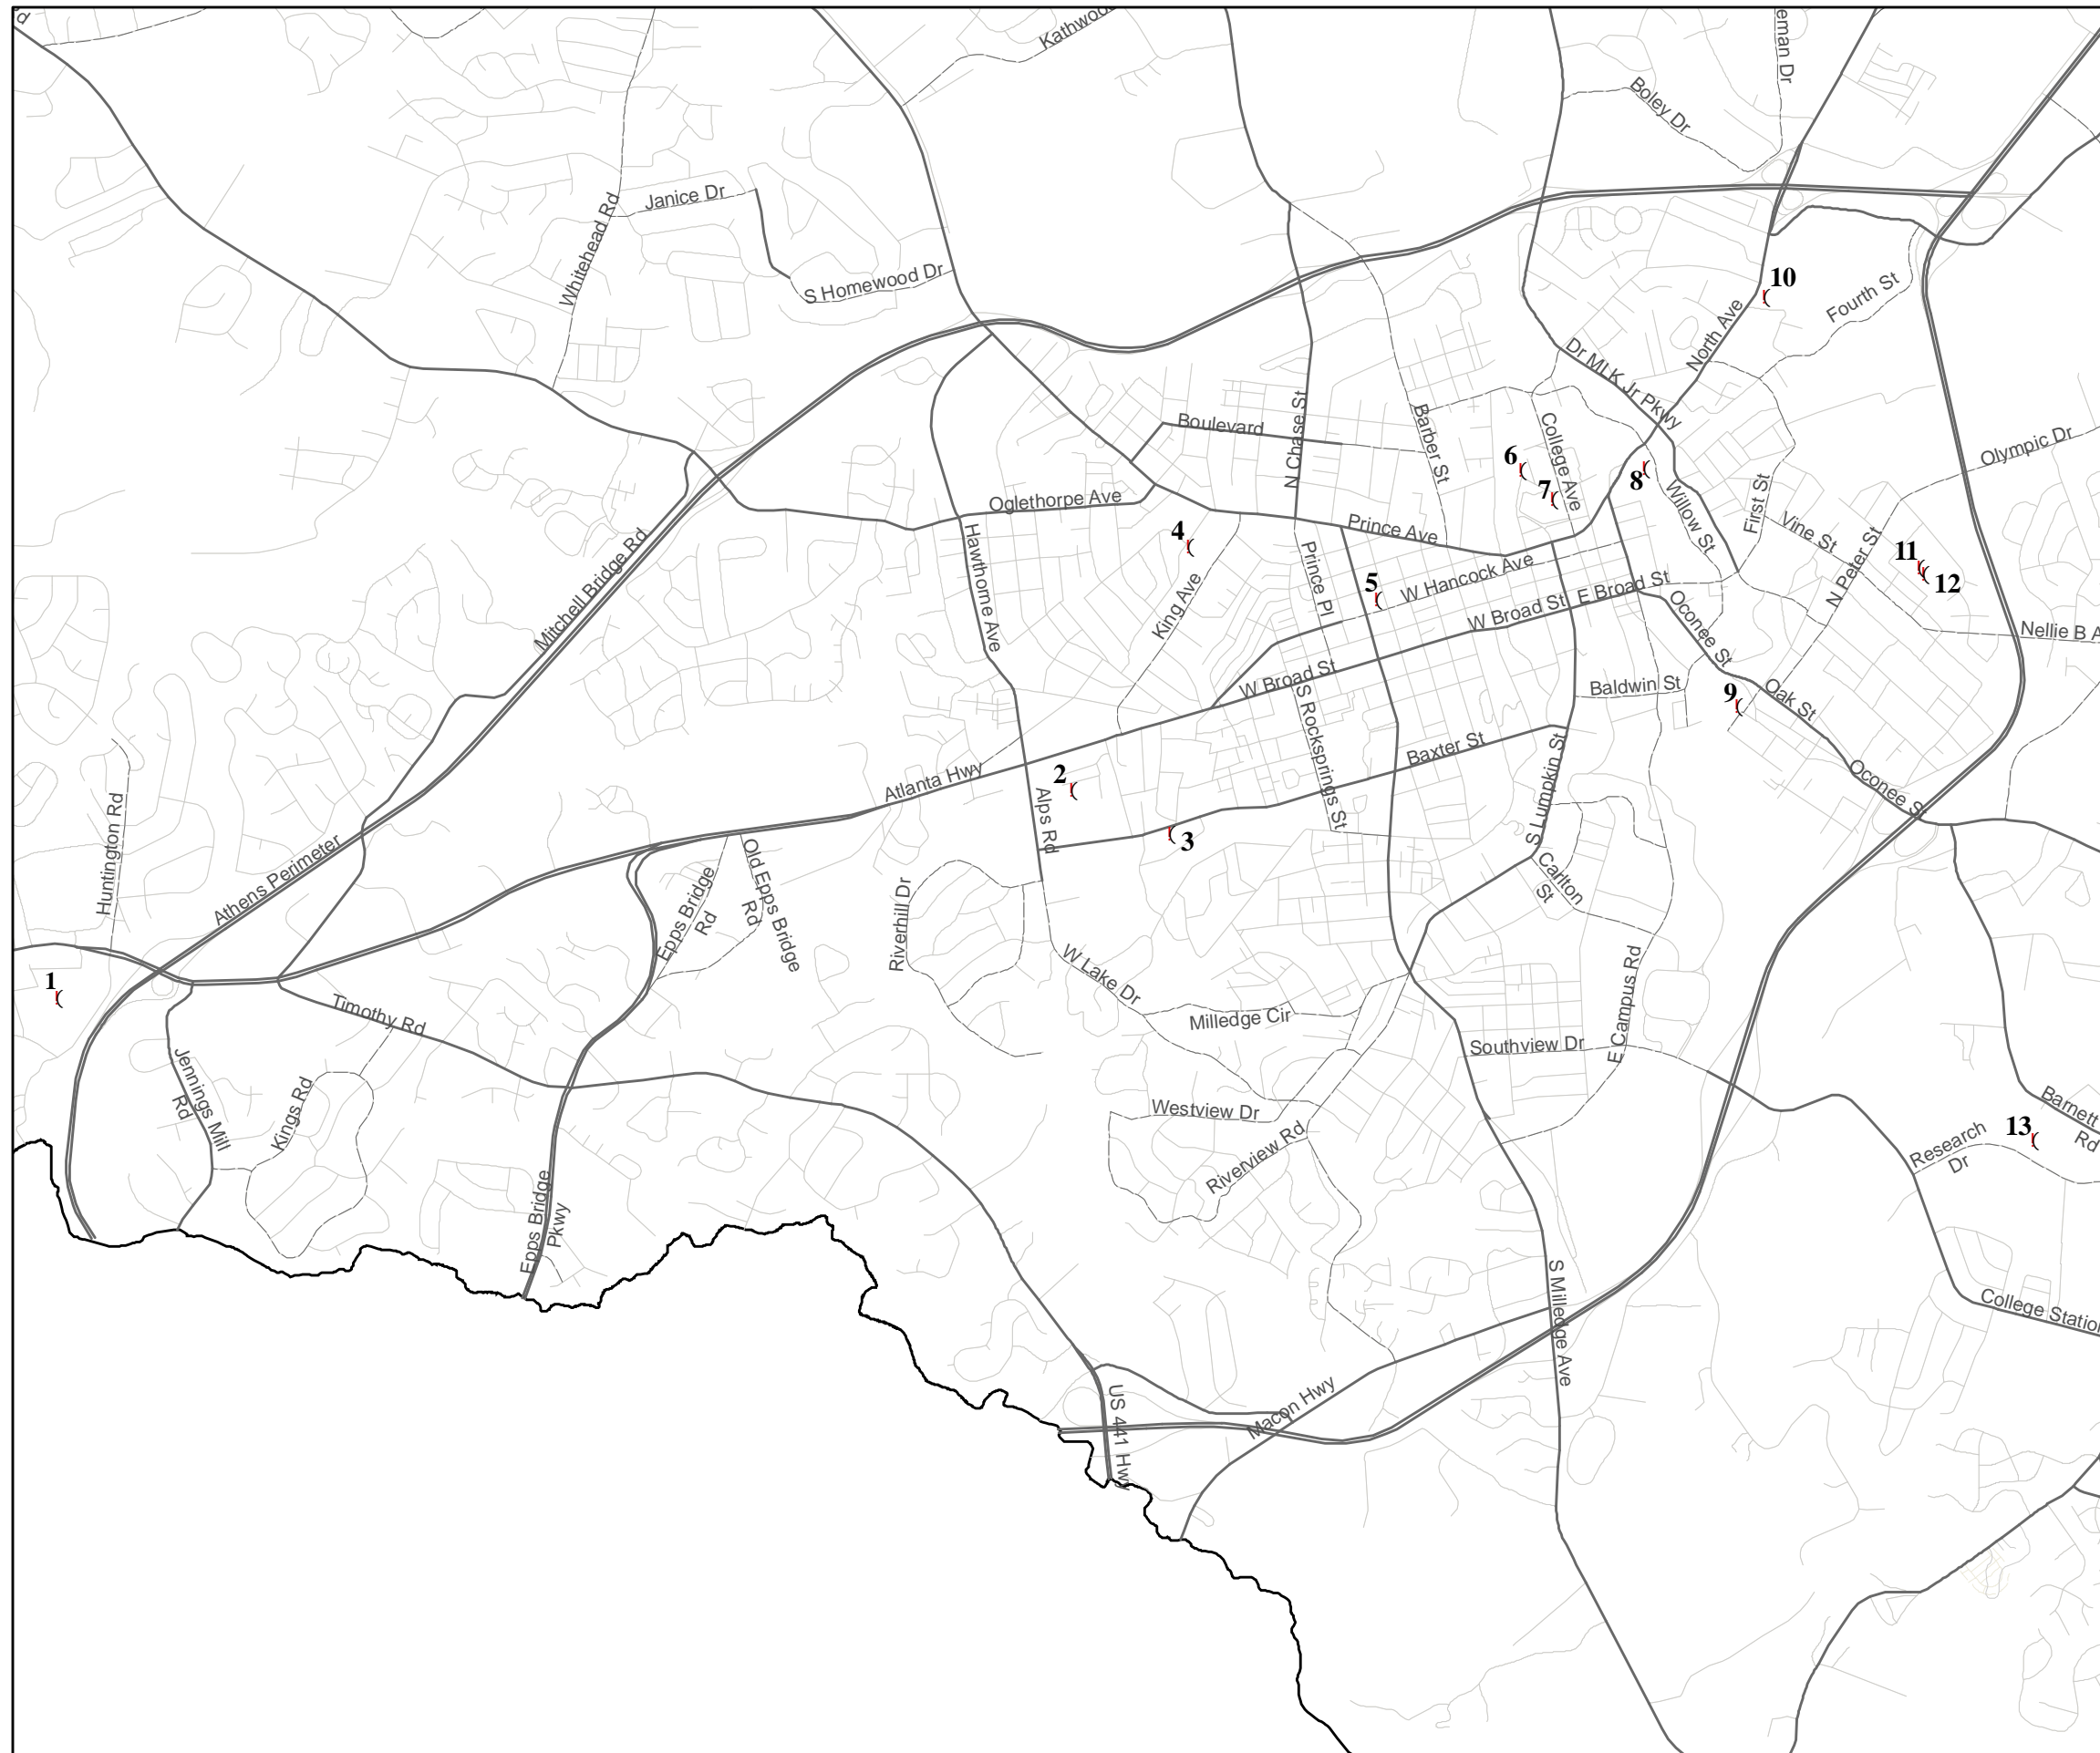 Kathwoo
eman Dr
Boley Dr
Janice Dr
Whitehead Rd
S Homewood Dr
10
Fourth St
North Ave
Dr MLK Jr Pkwy
Boulevard
N Chase St
Barber St
College Ave
6
7
8
Olympic Dr
Oglethorpe Ave
Willow St
First St
Vine St
N Peter St
4
Prince Ave
Hawthorne Ave
Mitchell Bridge Rd
King Ave
Prince Pl
5
W Hancock Ave
W Broad St
E Broad St
Oconee St
11
12
Nellie B A
W Broad St
S Rocksprings St
Baldwin St
9
Oak St
Baxter St
S Lumpkin St
Oconee St
Atlanta Hwy
2
Alps Rd
3
Huntington Rd
Athens Perimeter
Epps Bridge
Rd
Old Epps Bridge
Rd
Riverhill Dr
Carlton
St
1
W Lake Dr
Timothy Rd
Milledge Cir
E Campus Rd
Southview Dr
Jennings Mill
Rd
Kings Rd
Westview Dr
Riverview Rd
Barnett
Rd
13
Research
Dr
Epps Bridge
Pkwy
S Milledge Ave
College Station
US 441 Hwy
Macon Hwy